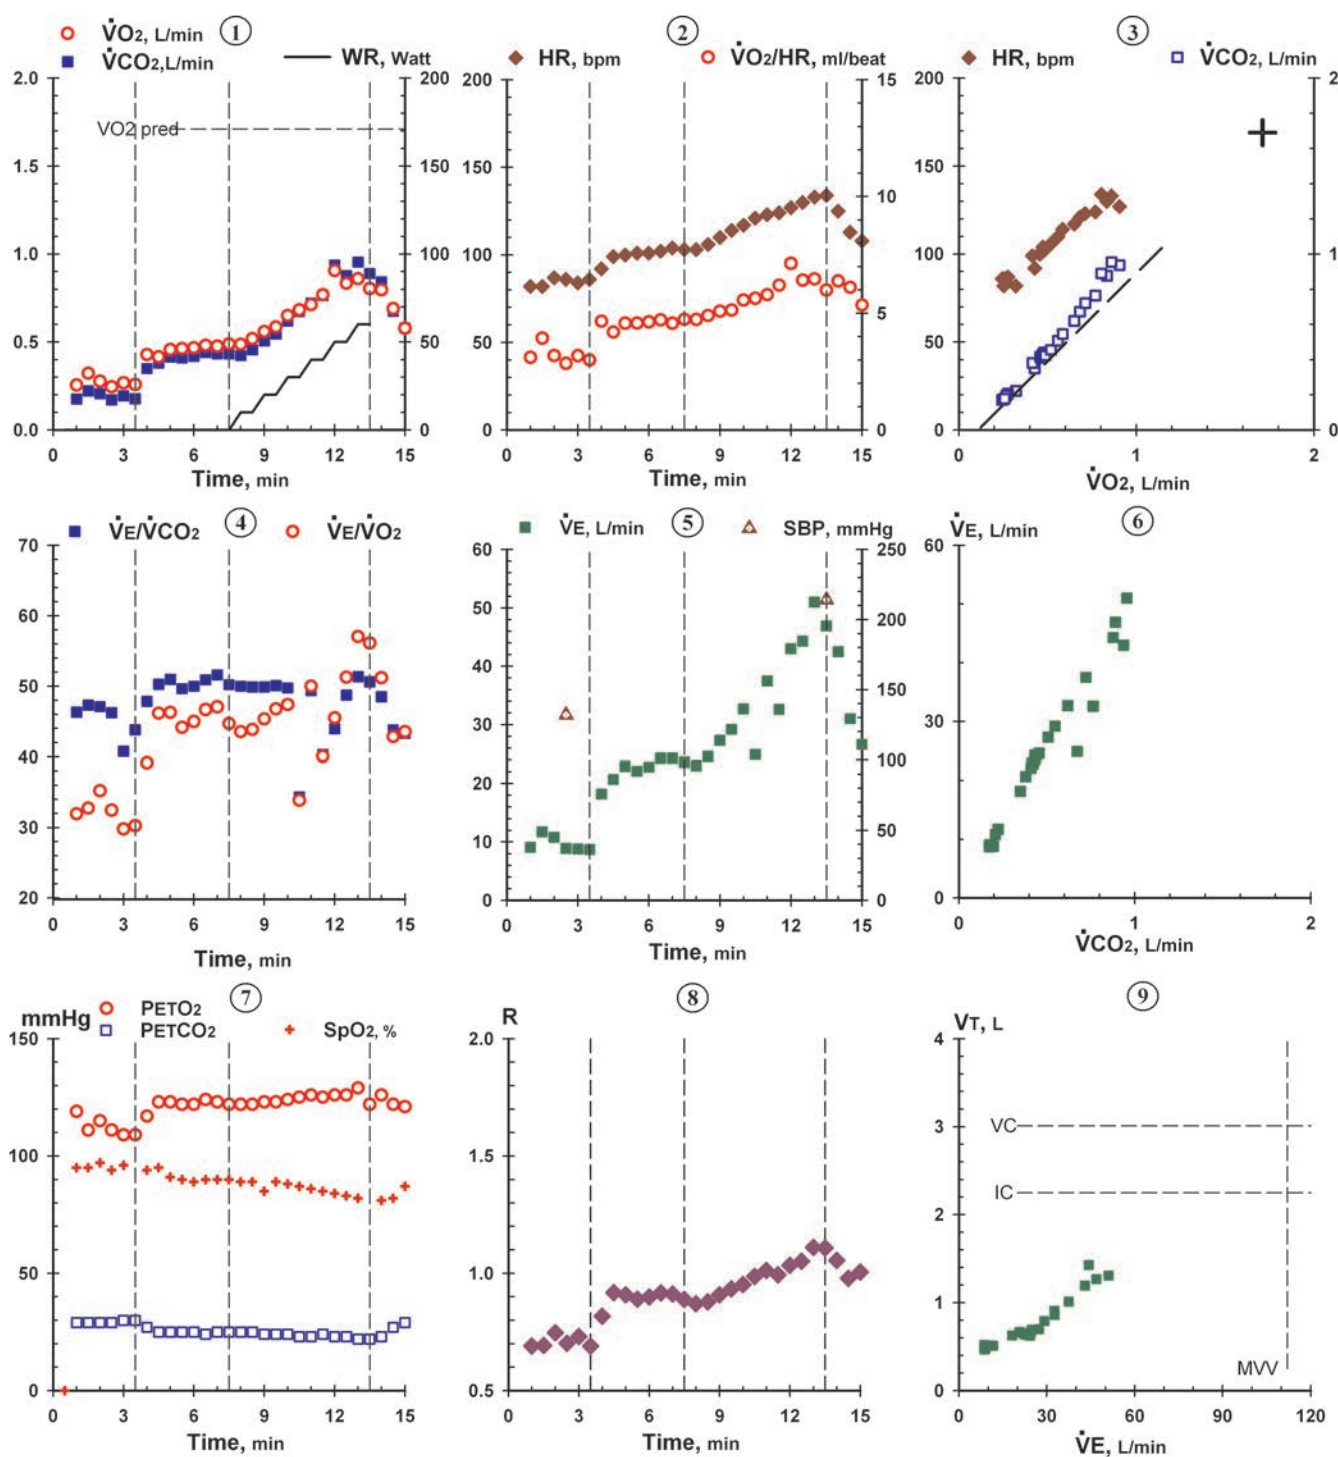 V̇O₂, L/min
V̇CO₂,L/min
①
WR, Watt
2.0
1.5
1.0
0.5
0.0
200
150
100
50
0
VO2 pred
0 3 6 9 12 15
Time, min
②
HR, bpm
V̇O₂/HR, ml/beat
200
150
100
50
0
15
10
5
0
0 3 6 9 12 15
Time, min
③
HR, bpm
V̇CO₂, L/min
200
150
100
50
0
2
1
0
0 1 2
V̇O₂, L/min
④
V̇E/V̇CO₂
V̇E/V̇O₂
70
60
50
40
30
20
0 3 6 9 12 15
Time, min
⑤
V̇E, L/min
SBP, mmHg
60
50
40
30
20
10
0
250
200
150
100
50
0
0 3 6 9 12 15
Time, min
⑥
V̇E, L/min
60
30
0
0 1 2
V̇CO₂, L/min
⑦
mmHg
PETO₂
PETCO₂
SpO₂, %
150
100
50
0
0 3 6 9 12 15
Time, min
⑧
R
2.0
1.5
1.0
0.5
0 3 6 9 12 15
Time, min
⑨
VT, L
4
3
2
1
0
VC
IC
MVV
0 30 60 90 120
V̇E, L/min